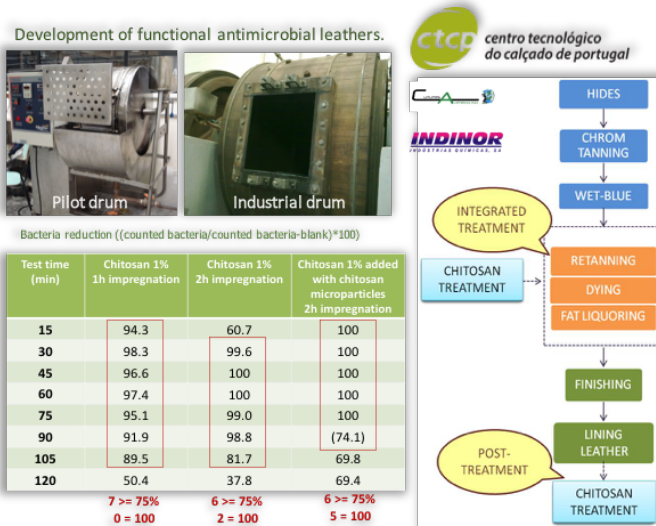 Development of functional antimicrobial leathers.
ctcp
centro tecnológico
do calçado de portugal
Pilot drum
Industrial drum
Bacteria reduction ((counted bacteria/counted bacteria-blank)*100)
Test time
(min)
Chitosan 1%
1h impregnation
Chitosan 1%
2h impregnation
Chitosan 1% added
with chitosan
microparticles
2h impregnation
15 94.3 60.7 100
30 98.3 99.6 100
45 96.6 100 100
60 97.4 100 100
75 95.1 99.0 100
90 91.9 98.8 (74.1)
105 89.5 81.7 69.8
120 50.4 37.8 69.4
7 >= 75% 6 >= 75% 6 >= 75%
0 = 100 2 = 100 5 = 100
INDINOR
INDUSTRIAS QUÍMICAS, SA
HIDES
CHROM
TANNING
WET-BLUE
INTEGRATED
TREATMENT
CHITOSAN
TREATMENT
RETANNING
DYING
FAT LIQUORING
FINISHING
LINING
LEATHER
POST-
TREATMENT
CHITOSAN
TREATMENT